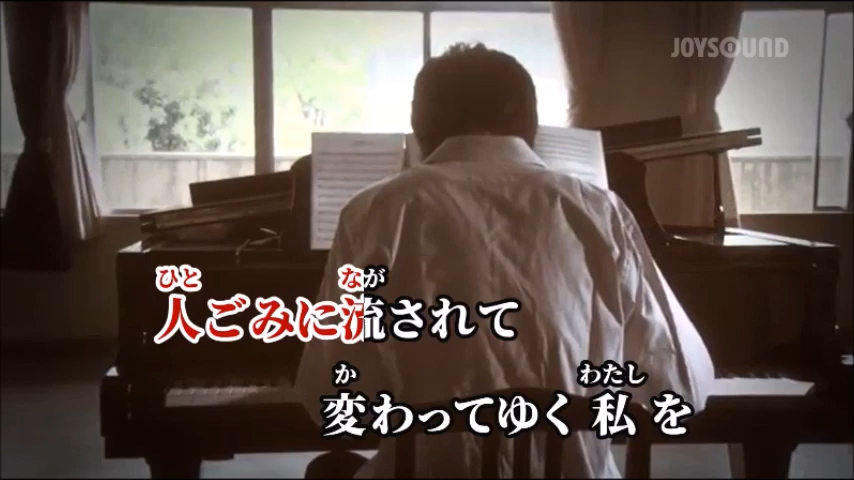 JOYSOUND
ひと なが
人ごみに流されて
か わたし
変わってゆく 私 を